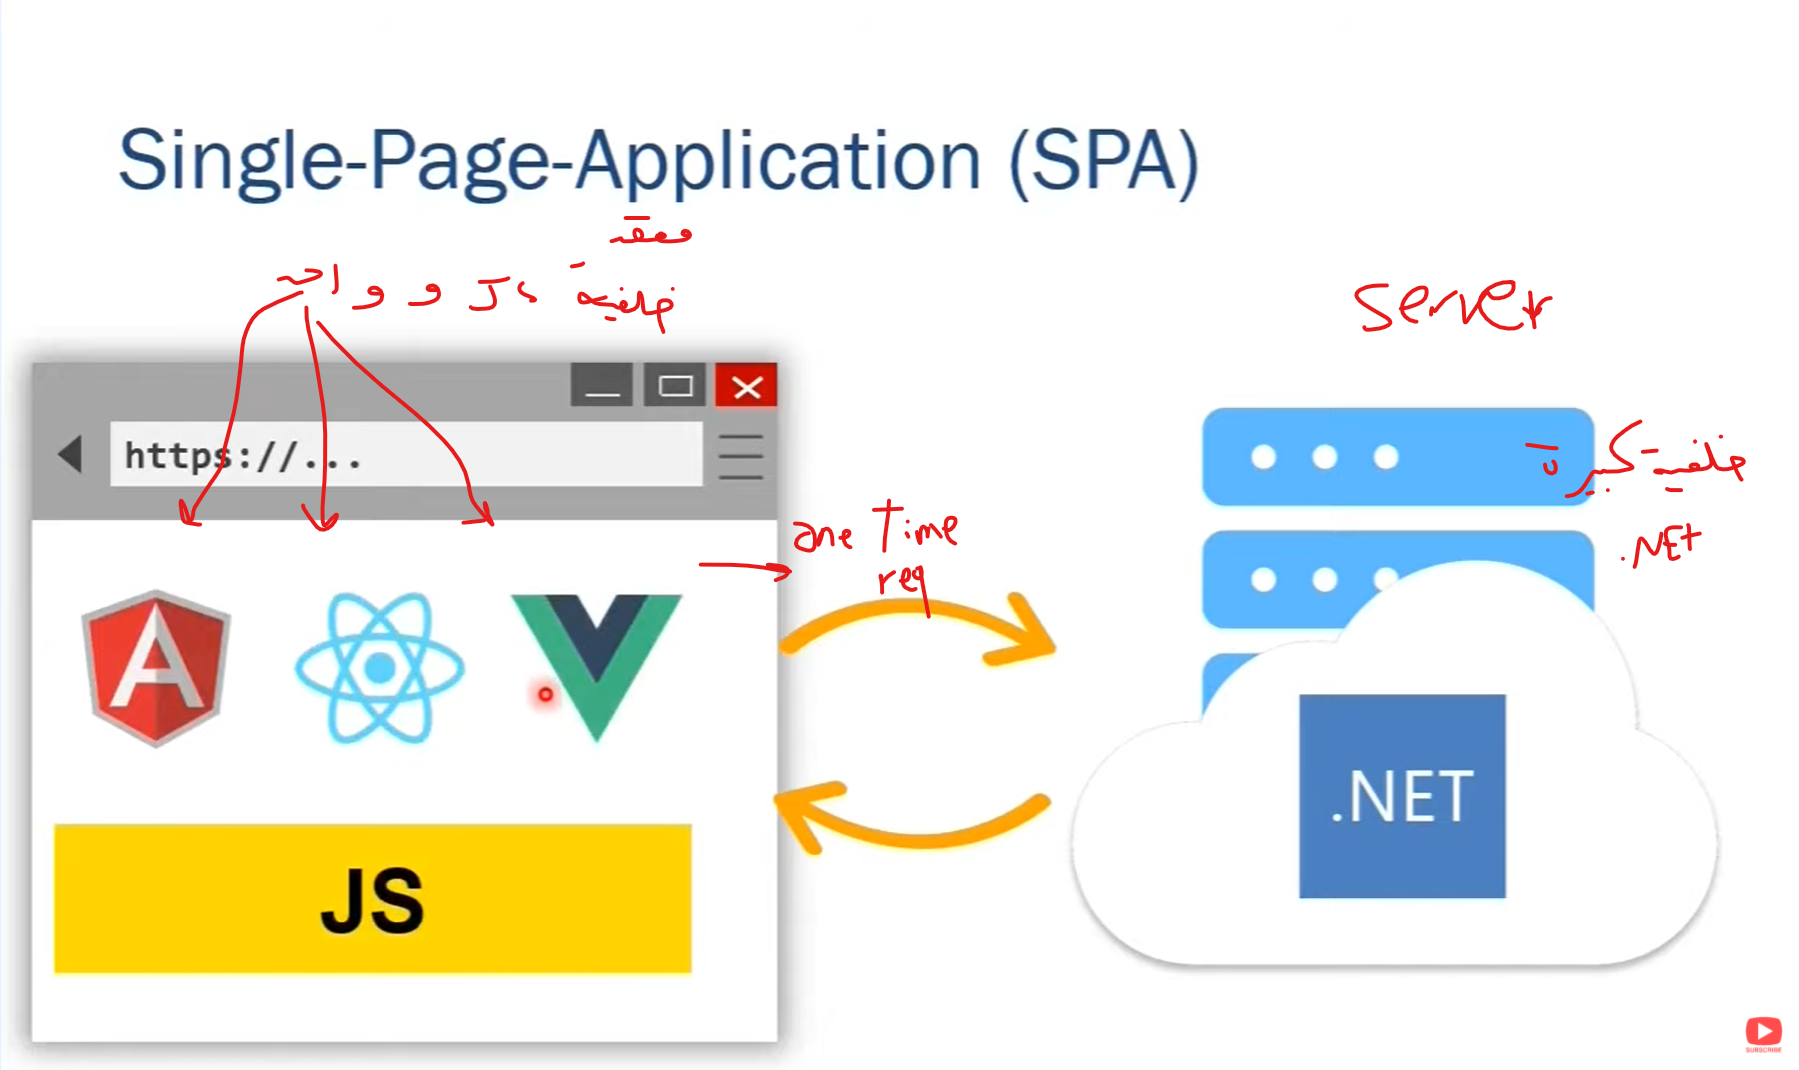 Single-Page-Application (SPA)
معقد
خلفية JS و واحد
server
https://...
خلفية كبيرة
.NET
one Time
req
.NET
JS
SUBSCRIBE